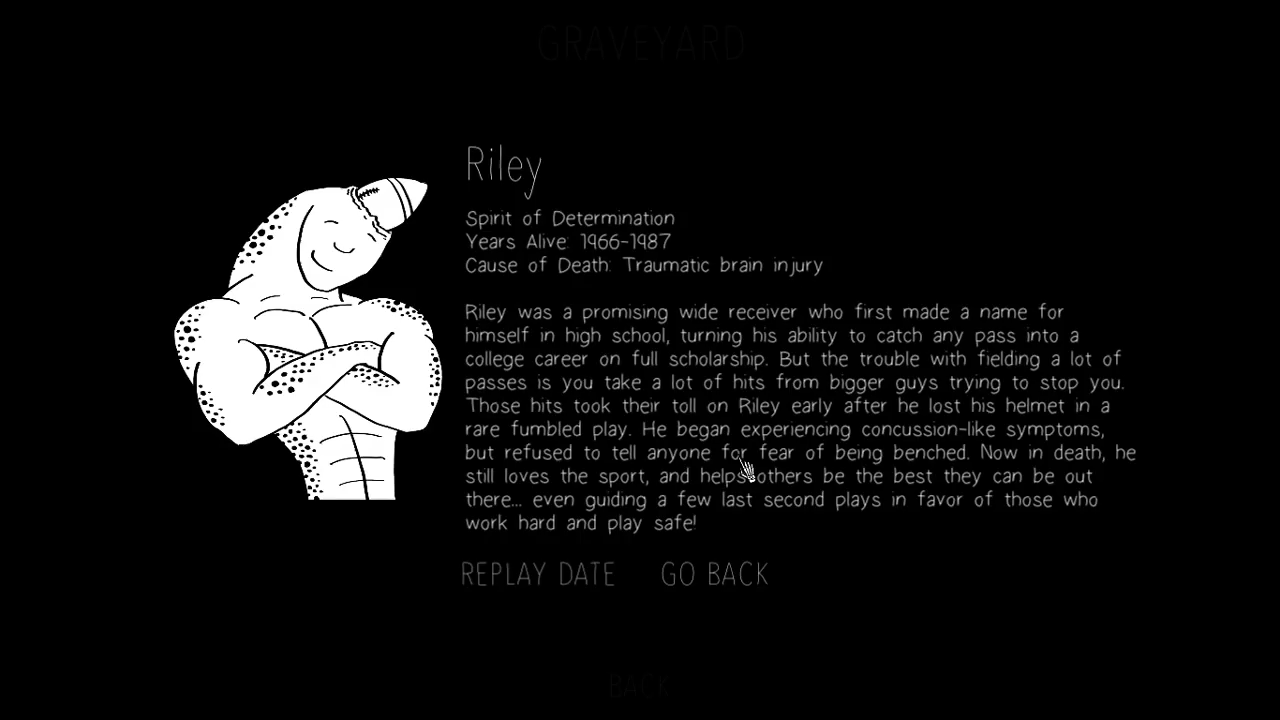 GRAVEYARD
Riley
Spirit of Determination
Years Alive: 1966-1987
Cause of Death: Traumatic brain injury
Riley was a promising wide receiver who first made a name for
himself in high school, turning his ability to catch any pass into a
college career on full scholarship. But the trouble with fielding a lot of
passes is you take a lot of hits from bigger guys trying to stop you.
Those hits took their toll on Riley early after he lost his helmet in a
rare fumbled play. He began experiencing concussion-like symptoms,
but refused to tell anyone for fear of being benched. Now in death, he
still loves the sport, and helps others be the best they can be out
there... even guiding a few last second plays in favor of those who
work hard and play safe!
REPLAY DATE GO BACK
BACK